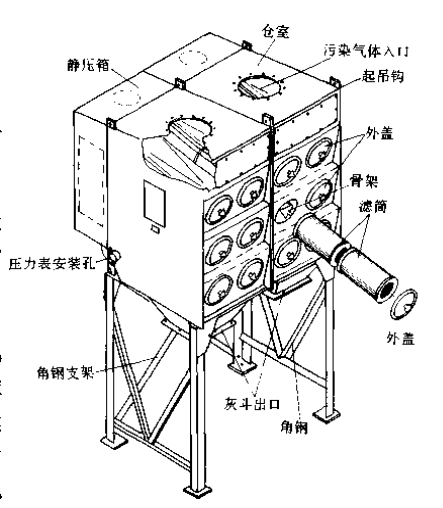 仓室
污染气体入口
静压箱
起吊钩
外盖
骨架
滤筒
压力表安装孔
外盖
角钢支架
灰斗出口
角钢